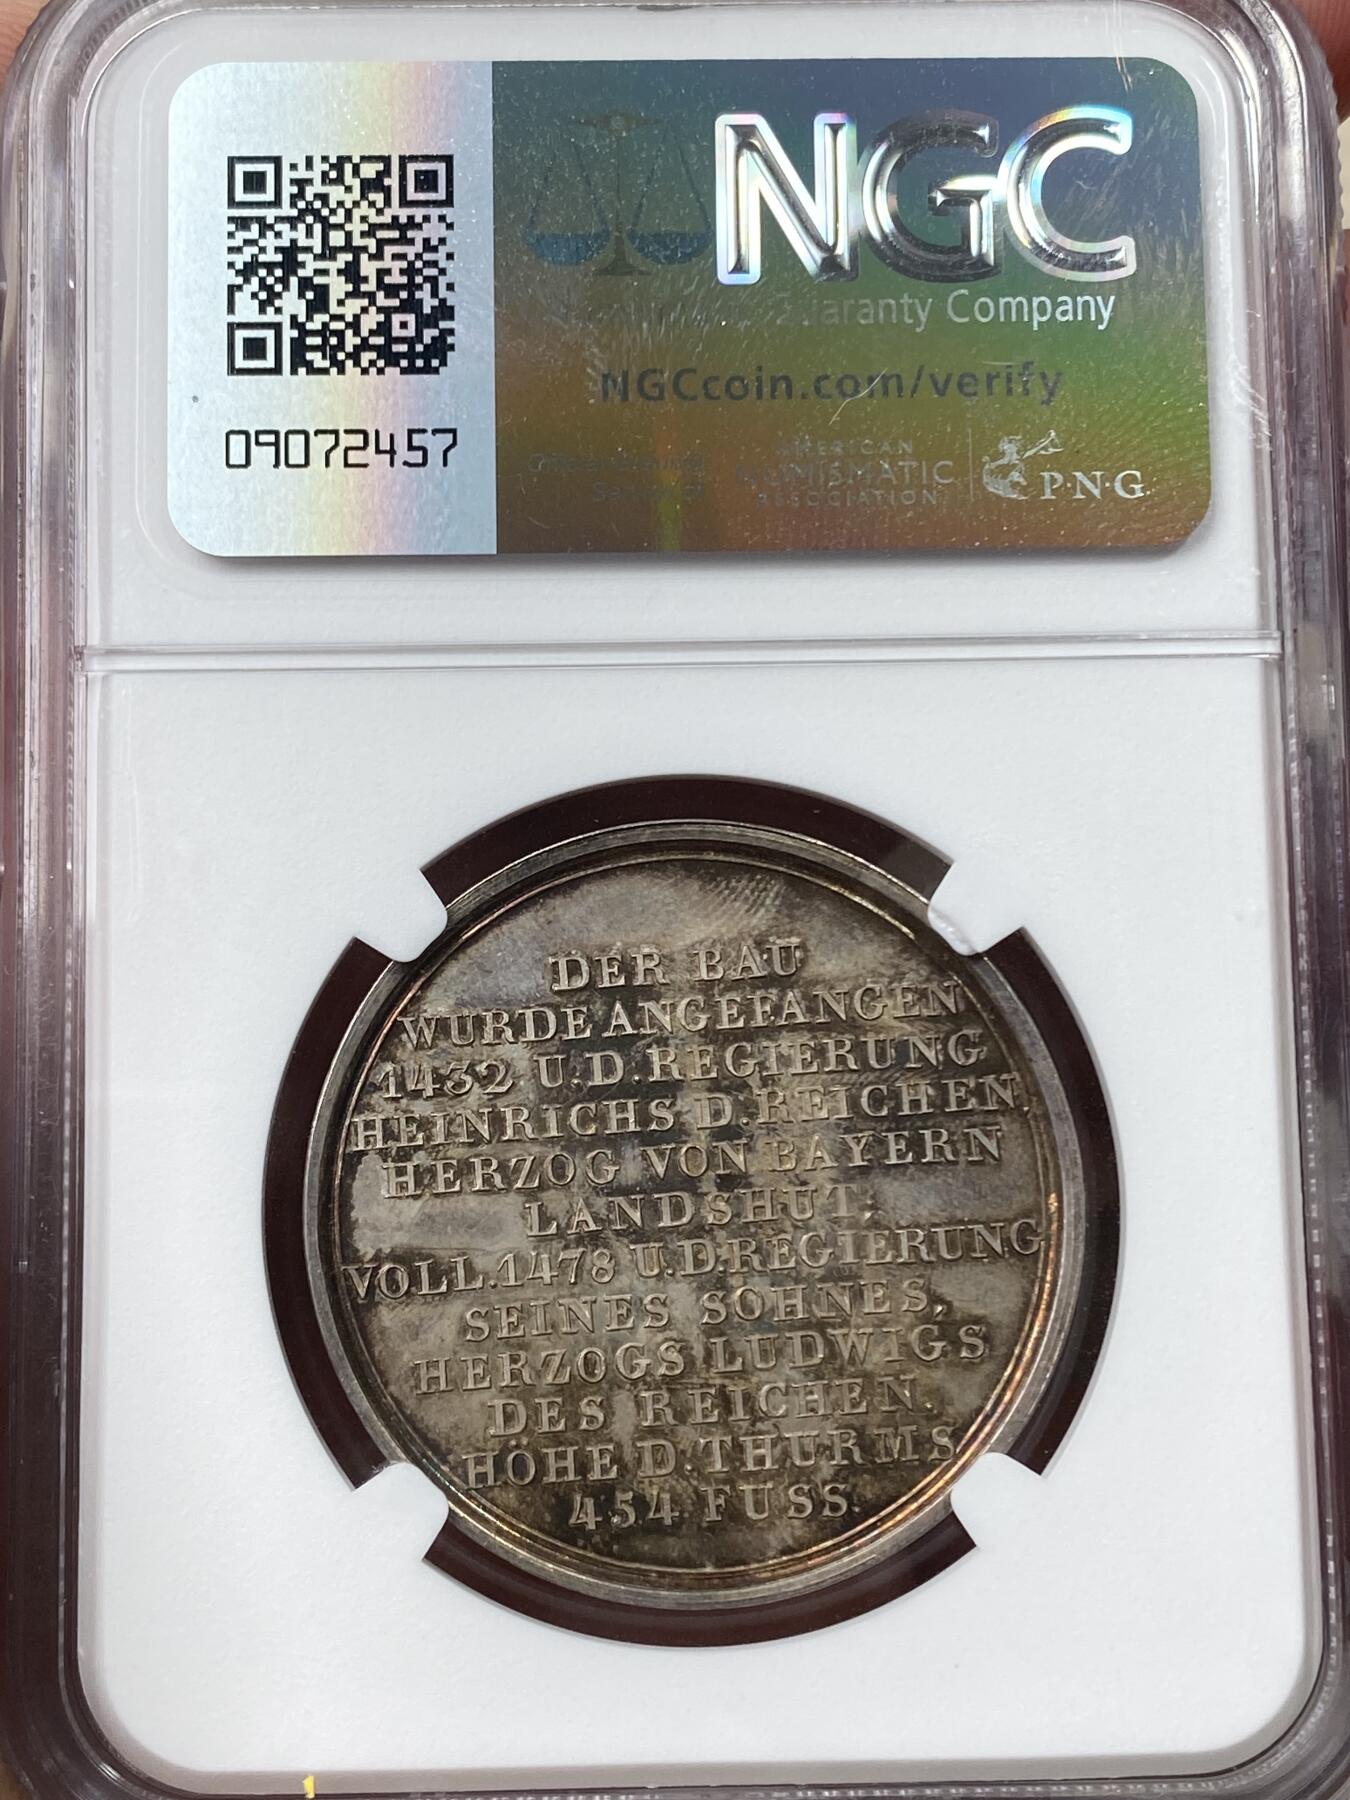 NGC
Guaranty Company
NGCcoin.com/verify
09072457
AMERICAN
NUMISMATIC
ASSOCIATION
P·N·G
DER BAU
WURDE ANGEFANGEN
1432 U.D.REGIERUNG
HEINRICHS D.REICHEN,
HERZOG VON BAYERN
LANDSHUT,
VOLL.1478 U.D.REGIERUNG
SEINES SOHNES,
HERZOGS LUDWIGS
DES REICHEN.
HÖHE D.THURMS
454 FUSS.